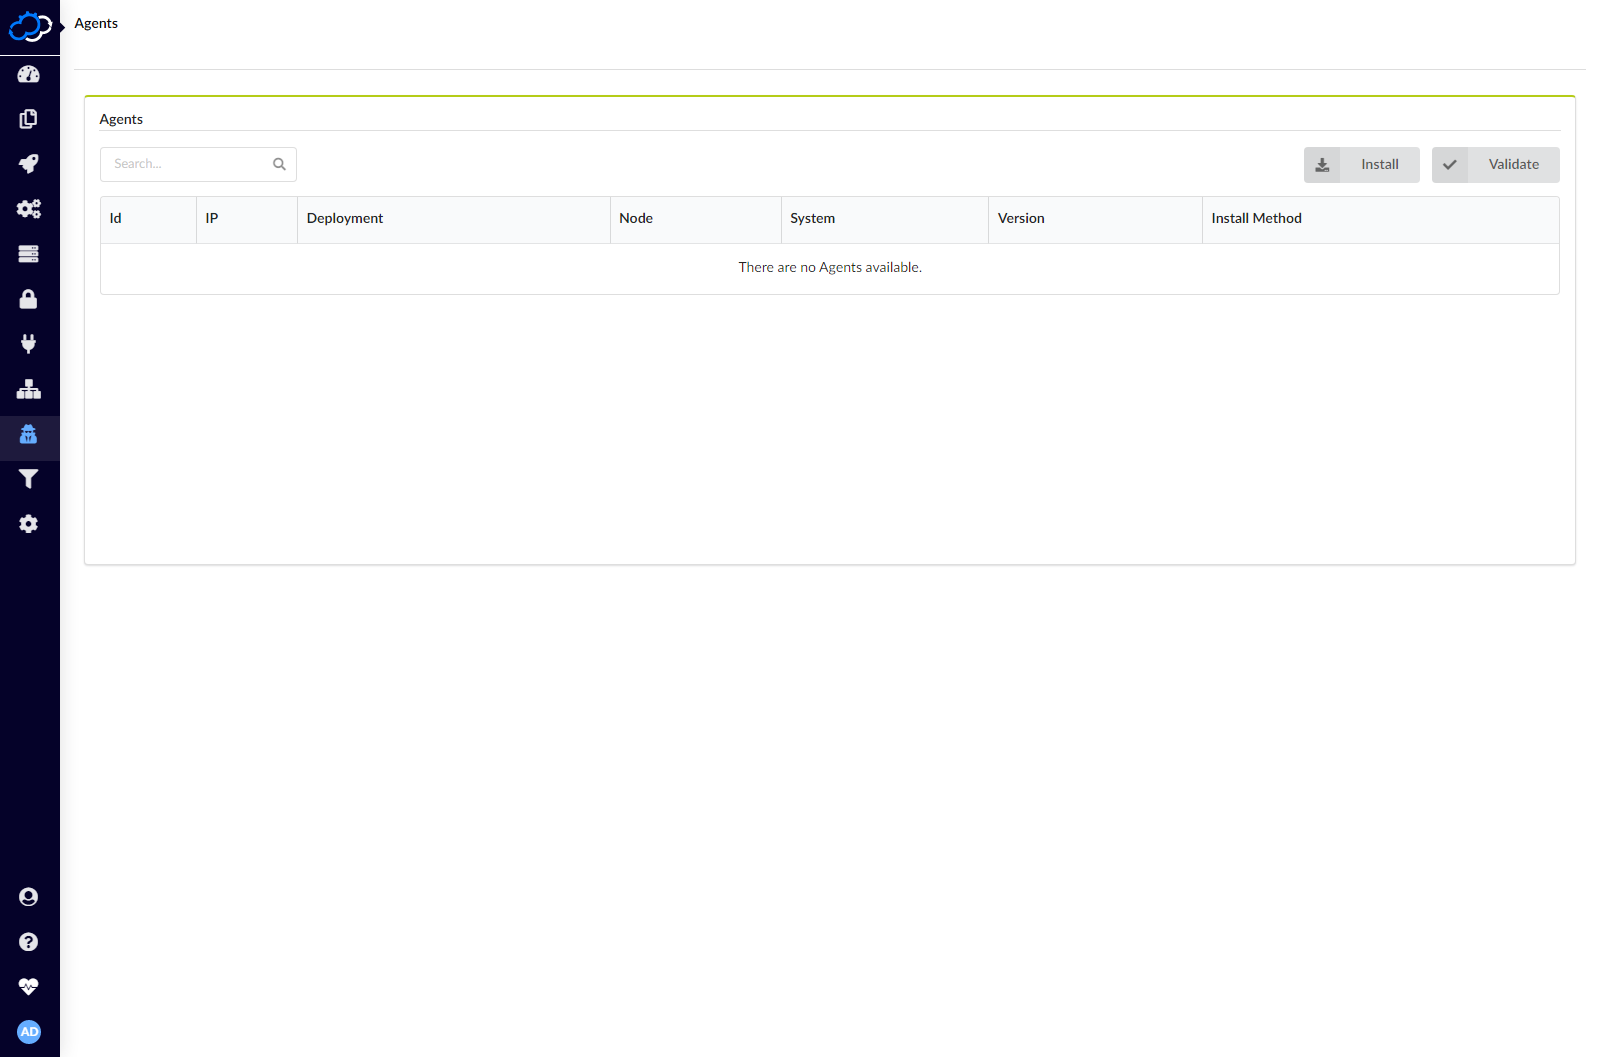 Agents
Agents
Search...
Install
Validate
Id
IP
Deployment
Node
System
Version
Install Method
There are no Agents available.
AD